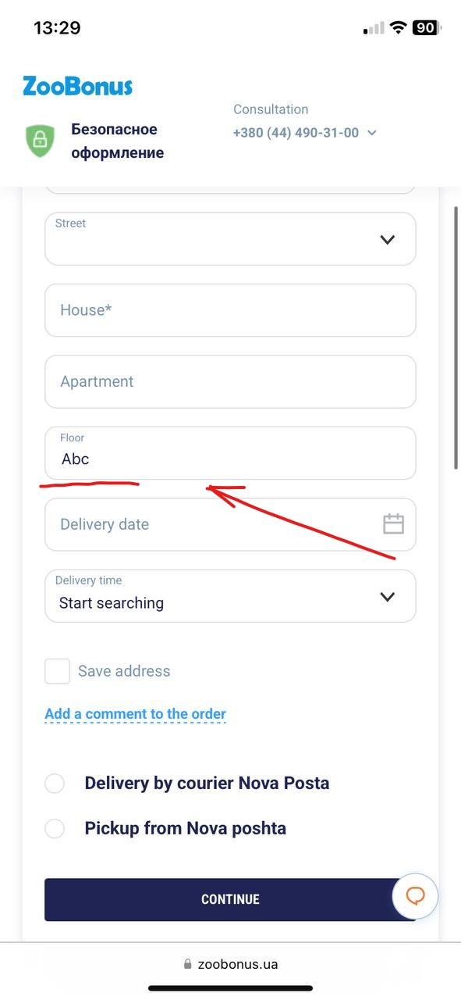 13:29
90
ZooBonus
Consultation
Безопасное
оформление
+380 (44) 490-31-00
Street
House*
Apartment
Floor
Abc
Delivery date
Delivery time
Start searching
Save address
Add a comment to the order
Delivery by courier Nova Posta
Pickup from Nova poshta
CONTINUE
zoobonus.ua